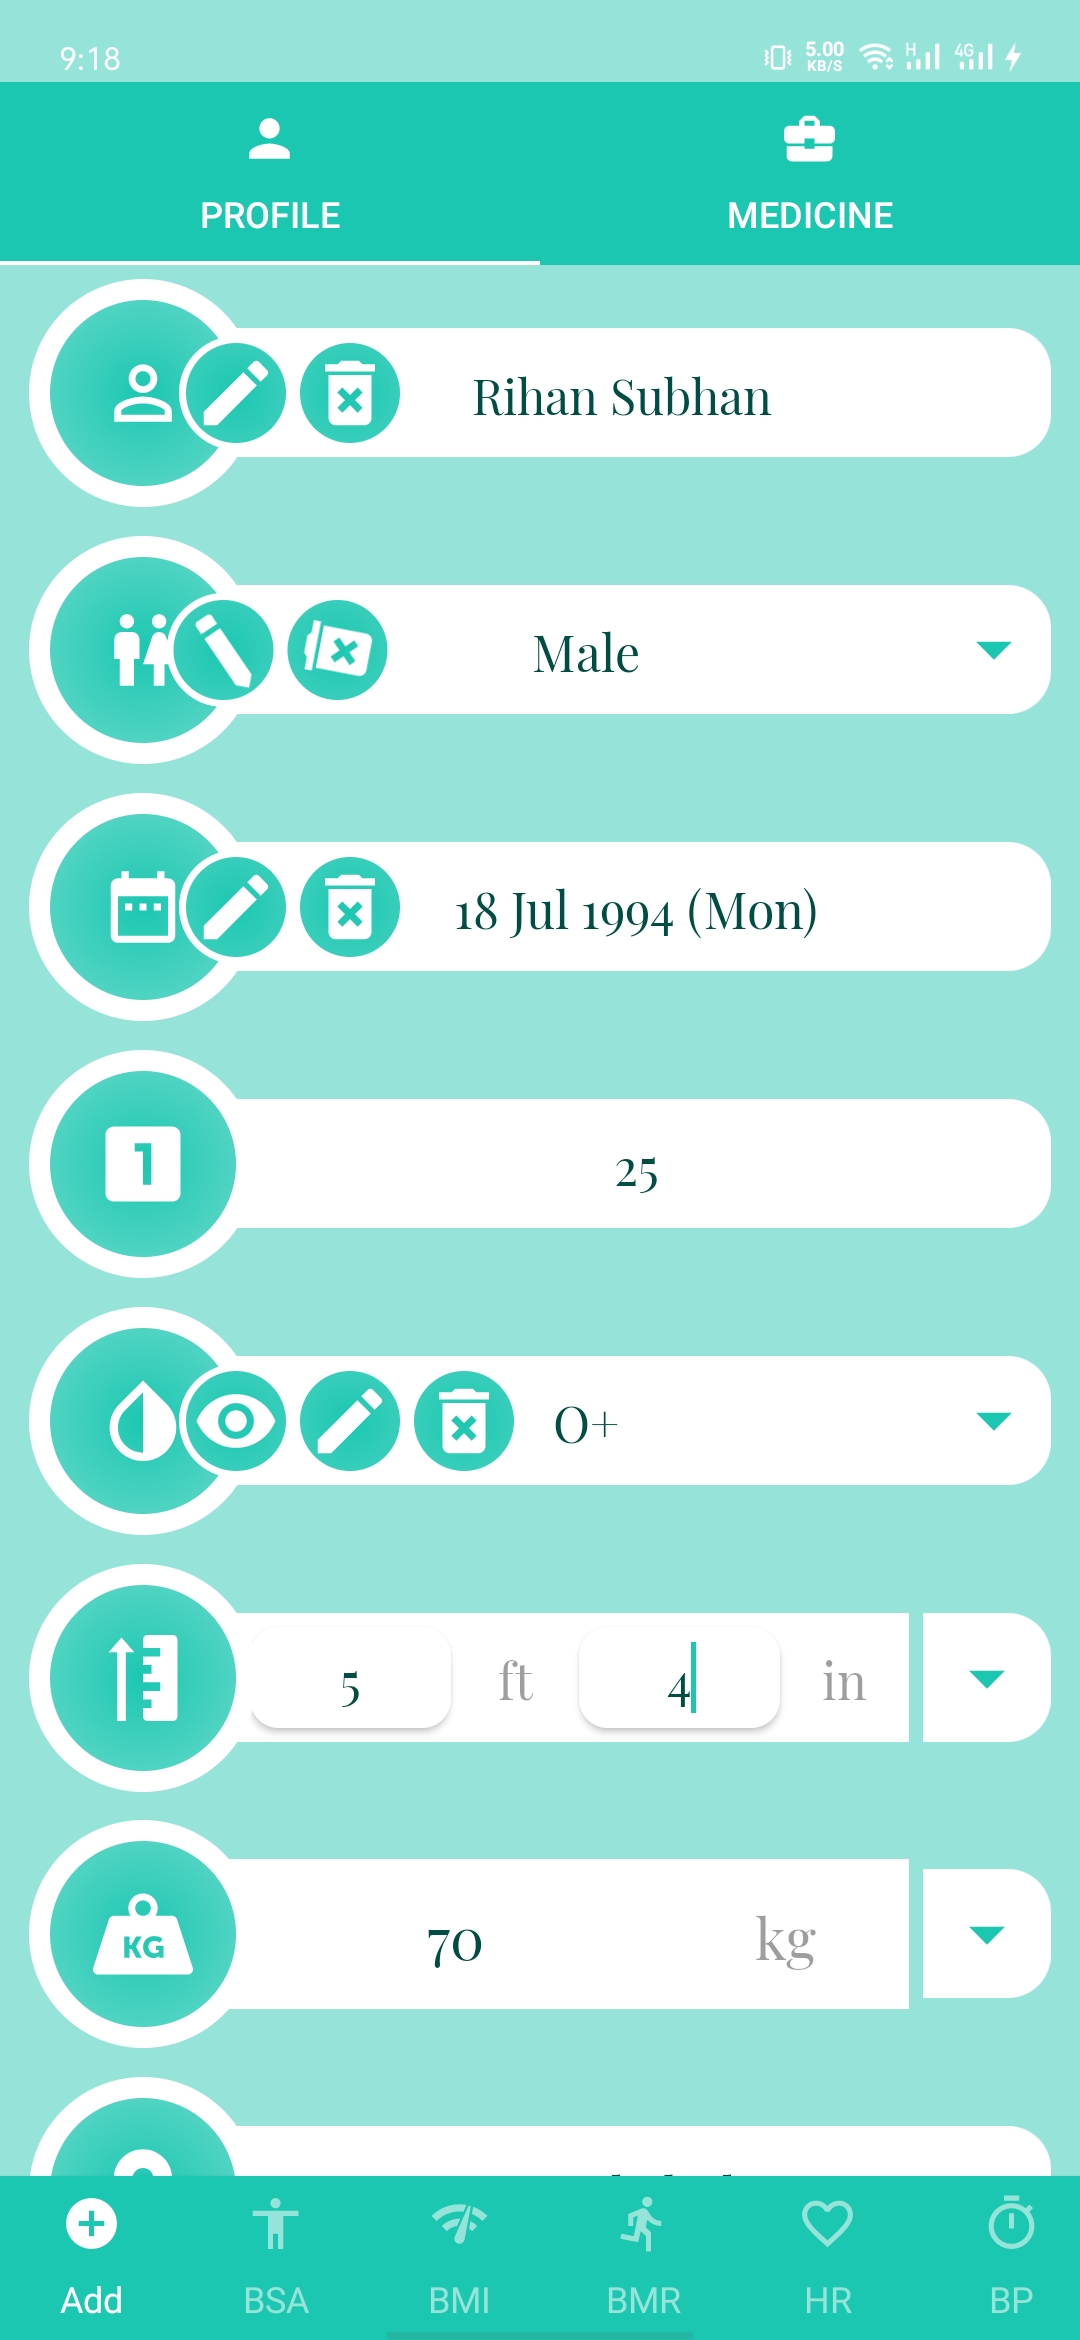 9:18
5.00
KB/S
H
4G
PROFILE
MEDICINE
Rihan Subhan
Male
18 Jul 1994 (Mon)
1
25
O+
5 ft 4 in
KG
70 kg
Add
BSA
BMI
BMR
HR
BP